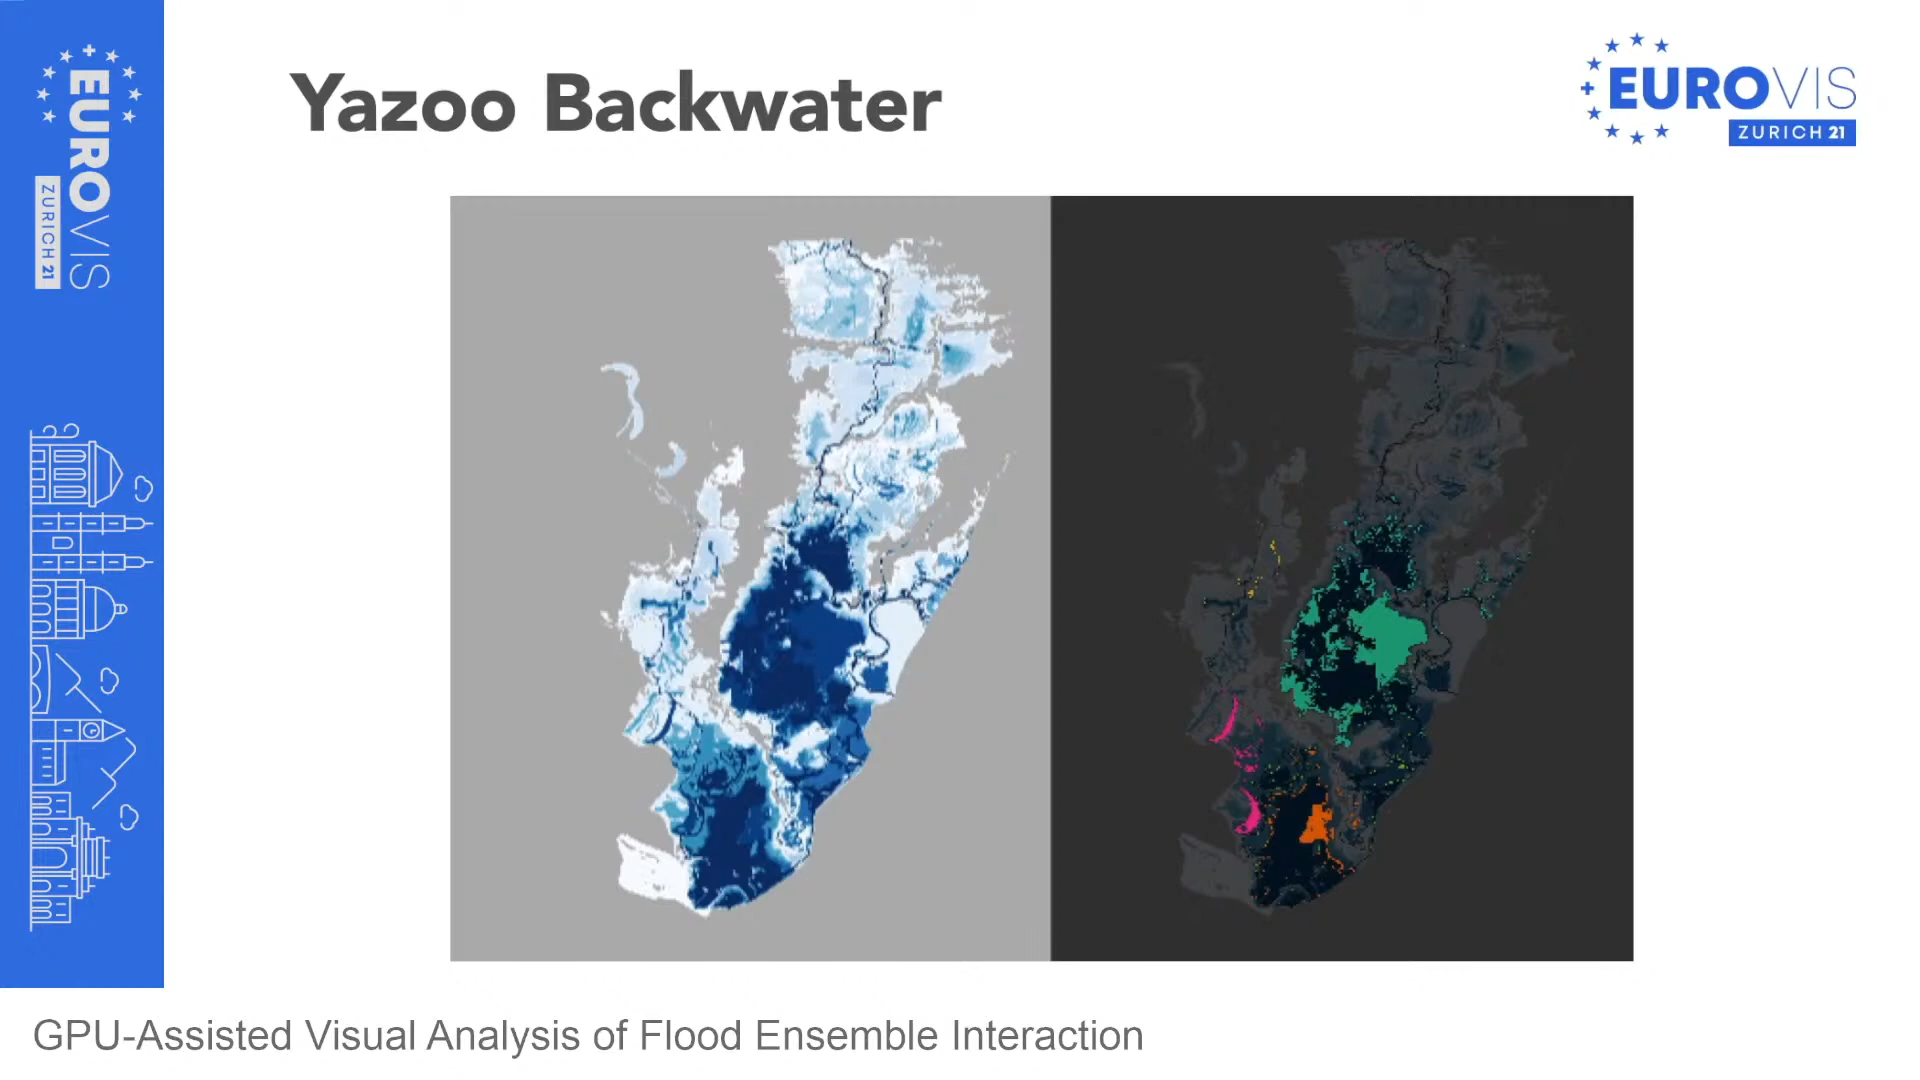 EUROVIS
ZURICH 21
Yazoo Backwater
EUROVIS
ZURICH 21
GPU-Assisted Visual Analysis of Flood Ensemble Interaction